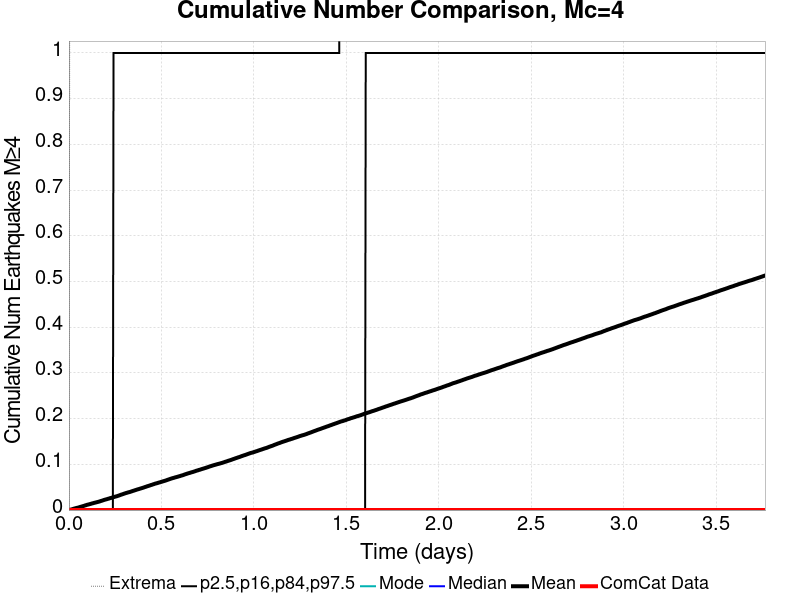 Cumulative Number Comparison, Mc=4
Cumulative Num Earthquakes M≥4
1
0.9
0.8
0.7
0.6
0.5
0.4
0.3
0.2
0.1
0
0.0 0.5 1.0 1.5 2.0 2.5 3.0 3.5
Time (days)
Extrema p2.5,p16,p84,p97.5 Mode Median Mean ComCat Data